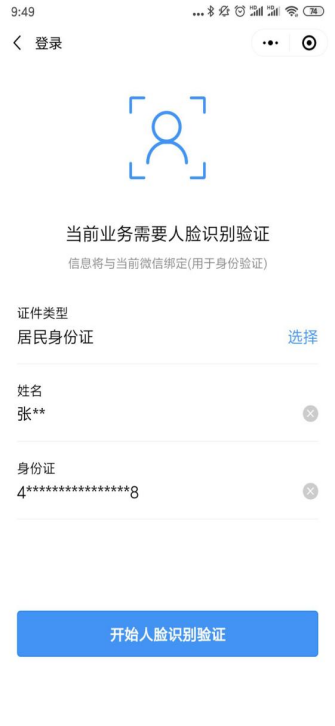 9:49
HD HD 74
登录
当前业务需要人脸识别验证
信息将与当前微信绑定(用于身份验证)
证件类型
居民身份证 选择
姓名
张**
身份证
4****************8
开始人脸识别验证